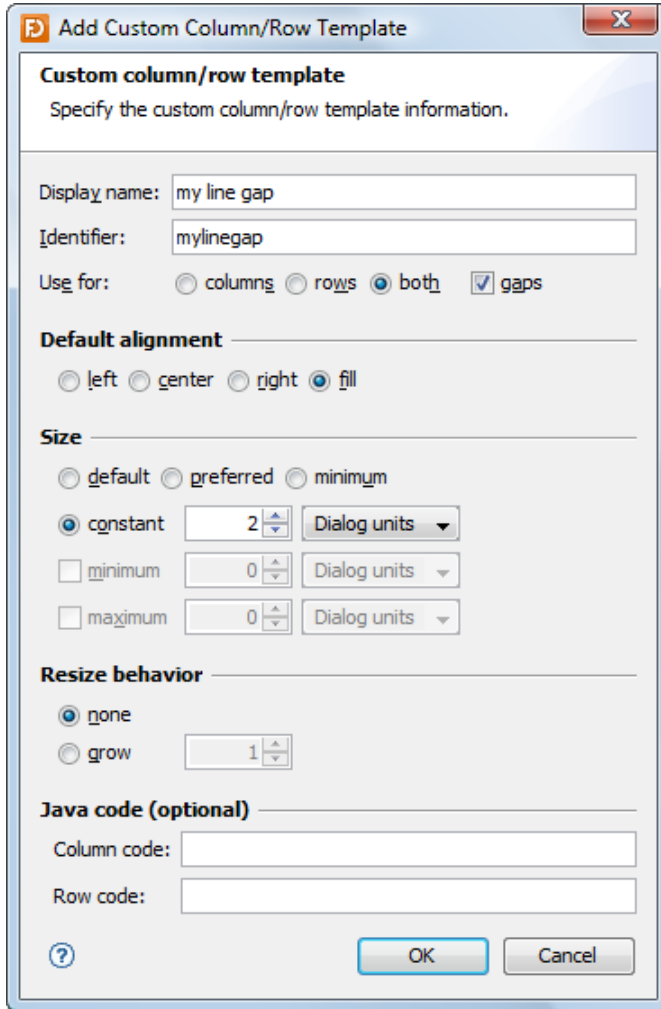 Add Custom Column/Row Template
Custom column/row template
Specify the custom column/row template information.
Display name: my line gap
Identifier: mylinegap
Use for: columns rows both gaps
Default alignment
left center right fill
Size
default preferred minimum
constant 2 Dialog units
minimum 0 Dialog units
maximum 0 Dialog units
Resize behavior
none
grow 1
Java code (optional)
Column code:
Row code:
? OK Cancel